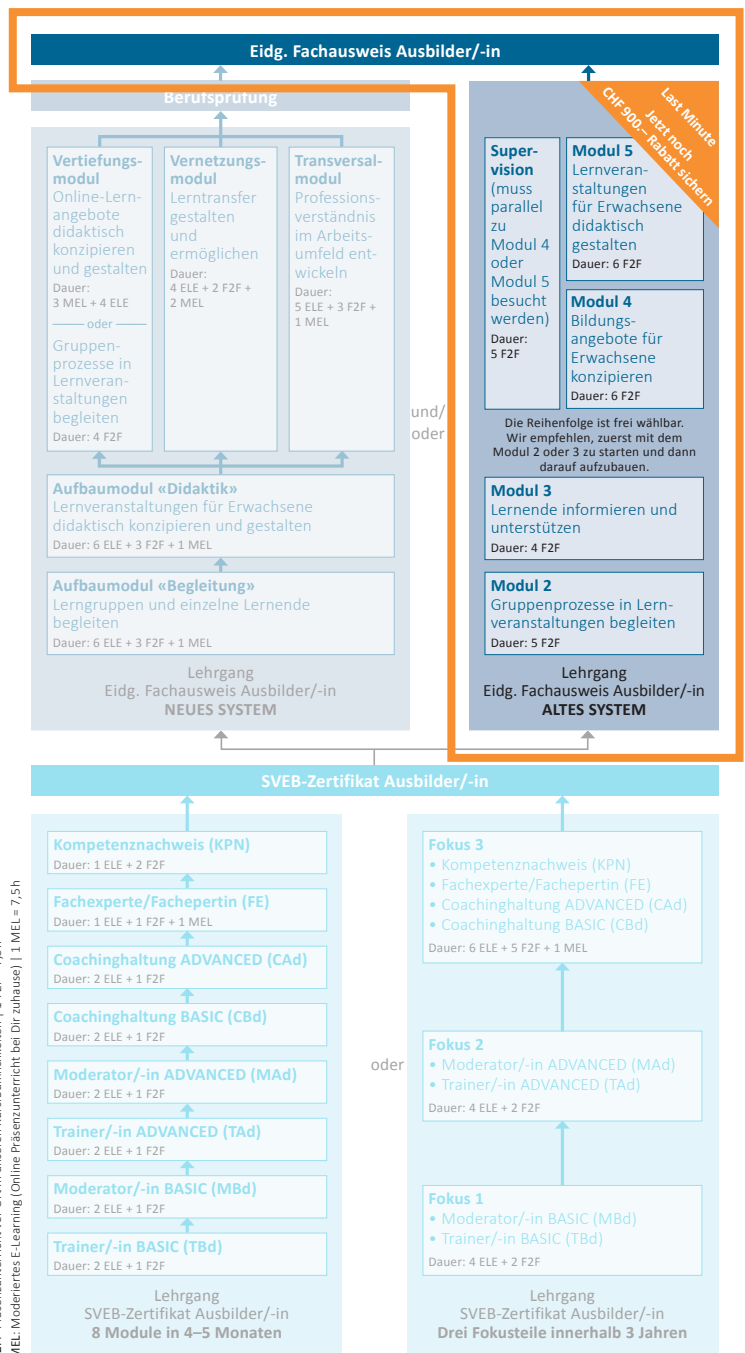 Eidg. Fachausweis Ausbilder/-in
Berufsprüfung
Vertiefungs-
modul
Online-Lern-
angebote
didaktisch
konzipieren
und gestalten
Dauer:
3 MEL + 4 ELE
oder
Gruppen-
prozesse in
Lernveran-
staltungen
begleiten
Dauer: 4 F2F
Vernetzungs-
modul
Lerntransfer
gestalten
und
ermöglichen
Dauer:
4 ELE + 2 F2F +
2 MEL
Transversal-
modul
Professions-
verständnis
im Arbeits-
umfeld ent-
wickeln
Dauer:
5 ELE + 3 F2F +
1 MEL
Aufbaumodul «Didaktik»
Lernveranstaltungen für Erwachsene
didaktisch konzipieren und gestalten
Dauer: 6 ELE + 3 F2F + 1 MEL
Aufbaumodul «Begleitung»
Lerngruppen und einzelne Lernende
begleiten
Dauer: 6 ELE + 3 F2F + 1 MEL
Lehrgang
Eidg. Fachausweis Ausbilder/-in
NEUES SYSTEM
und/
oder
Last Minute
Jetzt noch
CHF 900.– Rabatt sichern
Super-
vision
(muss
parallel
zu
Modul 4
oder
Modul 5
besucht
werden)
Dauer:
5 F2F
Modul 5
Lernveran-
staltungen
für Erwachsene
didaktisch
gestalten
Dauer: 6 F2F
Modul 4
Bildungs-
angebote für
Erwachsene
konzipieren
Dauer: 6 F2F
Die Reihenfolge ist frei wählbar.
Wir empfehlen, zuerst mit dem
Modul 2 oder 3 zu starten und dann
darauf aufzubauen.
Modul 3
Lernende informieren und
unterstützen
Dauer: 4 F2F
Modul 2
Gruppenprozesse in Lern-
veranstaltungen begleiten
Dauer: 5 F2F
Lehrgang
Eidg. Fachausweis Ausbilder/-in
ALTES SYSTEM
SVEB-Zertifikat Ausbilder/-in
Kompetenznachweis (KPN)
Dauer: 1 ELE + 2 F2F
Fachexperte/Fachepertin (FE)
Dauer: 1 ELE + 1 F2F + 1 MEL
Coachinghaltung ADVANCED (CAd)
Dauer: 2 ELE + 1 F2F
Coachinghaltung BASIC (CBd)
Dauer: 2 ELE + 1 F2F
Moderator/-in ADVANCED (MAd)
Dauer: 2 ELE + 1 F2F
Trainer/-in ADVANCED (TAd)
Dauer: 2 ELE + 1 F2F
Moderator/-in BASIC (MBd)
Dauer: 2 ELE + 1 F2F
Trainer/-in BASIC (TBd)
Dauer: 2 ELE + 1 F2F
Lehrgang
SVEB-Zertifikat Ausbilder/-in
8 Module in 4–5 Monaten
oder
Fokus 3
• Kompetenznachweis (KPN)
• Fachexperte/Fachepertin (FE)
• Coachinghaltung ADVANCED (CAd)
• Coachinghaltung BASIC (CBd)
Dauer: 6 ELE + 5 F2F + 1 MEL
Fokus 2
• Moderator/-in ADVANCED (MAd)
• Trainer/-in ADVANCED (TAd)
Dauer: 4 ELE + 2 F2F
Fokus 1
• Moderator/-in BASIC (MBd)
• Trainer/-in BASIC (TBd)
Dauer: 4 ELE + 2 F2F
Lehrgang
SVEB-Zertifikat Ausbilder/-in
Drei Fokusteile innerhalb 3 Jahren
MEL: Moderiertes E-Learning (Online Präsenzunterricht bei Dir zuhause) | 1 MEL = 7,5 h